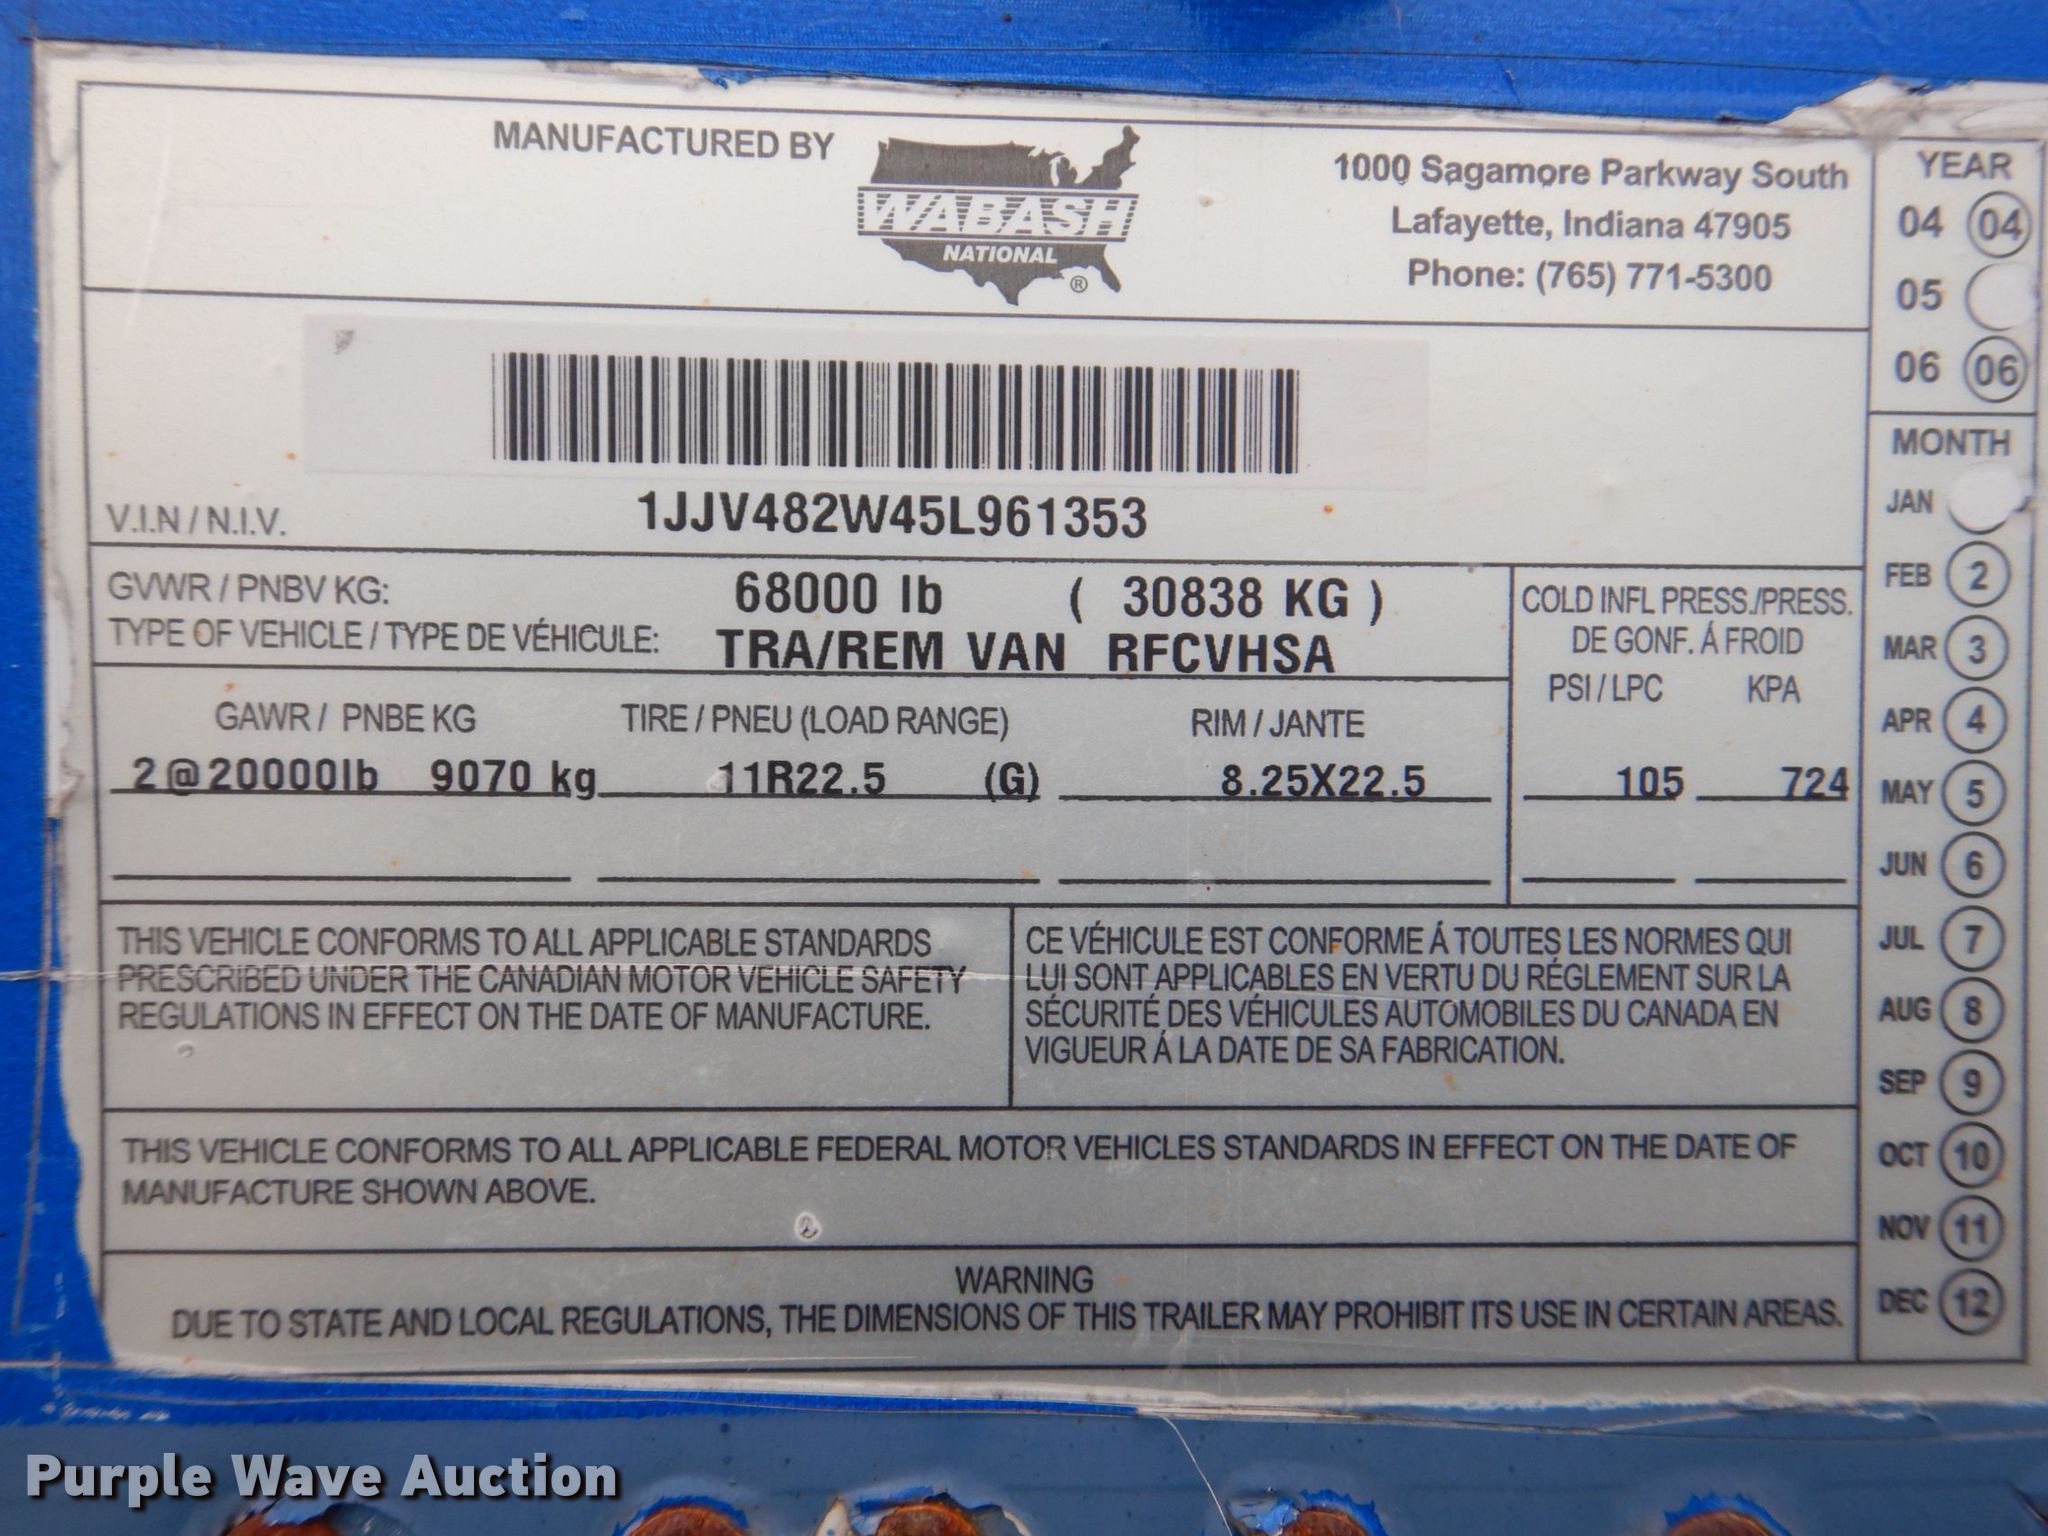 MANUFACTURED BY
WABASH
NATIONAL
®
1000 Sagamore Parkway South
Lafayette, Indiana 47905
Phone: (765) 771-5300
V.I.N / N.I.V. 1JJV482W45L961353
GVWR / PNBV KG: 68000 lb ( 30838 KG )
TYPE OF VEHICLE / TYPE DE VÉHICULE: TRA/REM VAN RFCVHSA
COLD INFL PRESS./PRESS.
DE GONF. Á FROID
PSI / LPC KPA
GAWR / PNBE KG TIRE / PNEU (LOAD RANGE) RIM / JANTE
2@20000lb 9070 kg 11R22.5 (G) 8.25X22.5 105 724
THIS VEHICLE CONFORMS TO ALL APPLICABLE STANDARDS
PRESCRIBED UNDER THE CANADIAN MOTOR VEHICLE SAFETY
REGULATIONS IN EFFECT ON THE DATE OF MANUFACTURE.
CE VÉHICULE EST CONFORME Á TOUTES LES NORMES QUI
LUI SONT APPLICABLES EN VERTU DU RÉGLEMENT SUR LA
SÉCURITÉ DES VÉHICULES AUTOMOBILES DU CANADA EN
VIGUEUR Á LA DATE DE SA FABRICATION.
THIS VEHICLE CONFORMS TO ALL APPLICABLE FEDERAL MOTOR VEHICLES STANDARDS IN EFFECT ON THE DATE OF
MANUFACTURE SHOWN ABOVE.
WARNING
DUE TO STATE AND LOCAL REGULATIONS, THE DIMENSIONS OF THIS TRAILER MAY PROHIBIT ITS USE IN CERTAIN AREAS.
YEAR
04 04
05
06 06
MONTH
JAN
FEB 2
MAR 3
APR 4
MAY 5
JUN 6
JUL 7
AUG 8
SEP 9
OCT 10
NOV 11
DEC 12
Purple Wave Auction